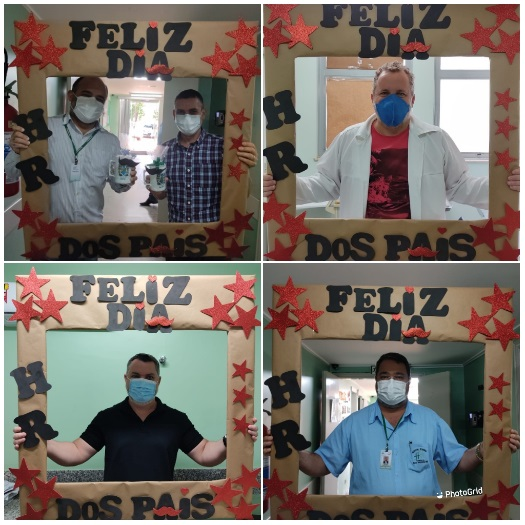 FELIZ
DIA
HR
DOS PAIS
FELIZ
DIA
HR
DOS PAIS
FELIZ
DIA
HR
DOS PAIS
FELIZ
DIA
HR
DOS PAIS
PhotoGrid